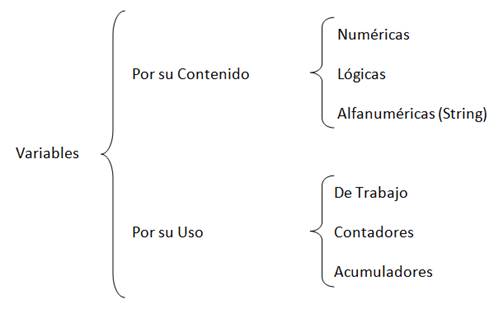 Variables
Por su Contenido
Numéricas
Lógicas
Alfanuméricas (String)
Por su Uso
De Trabajo
Contadores
Acumuladores